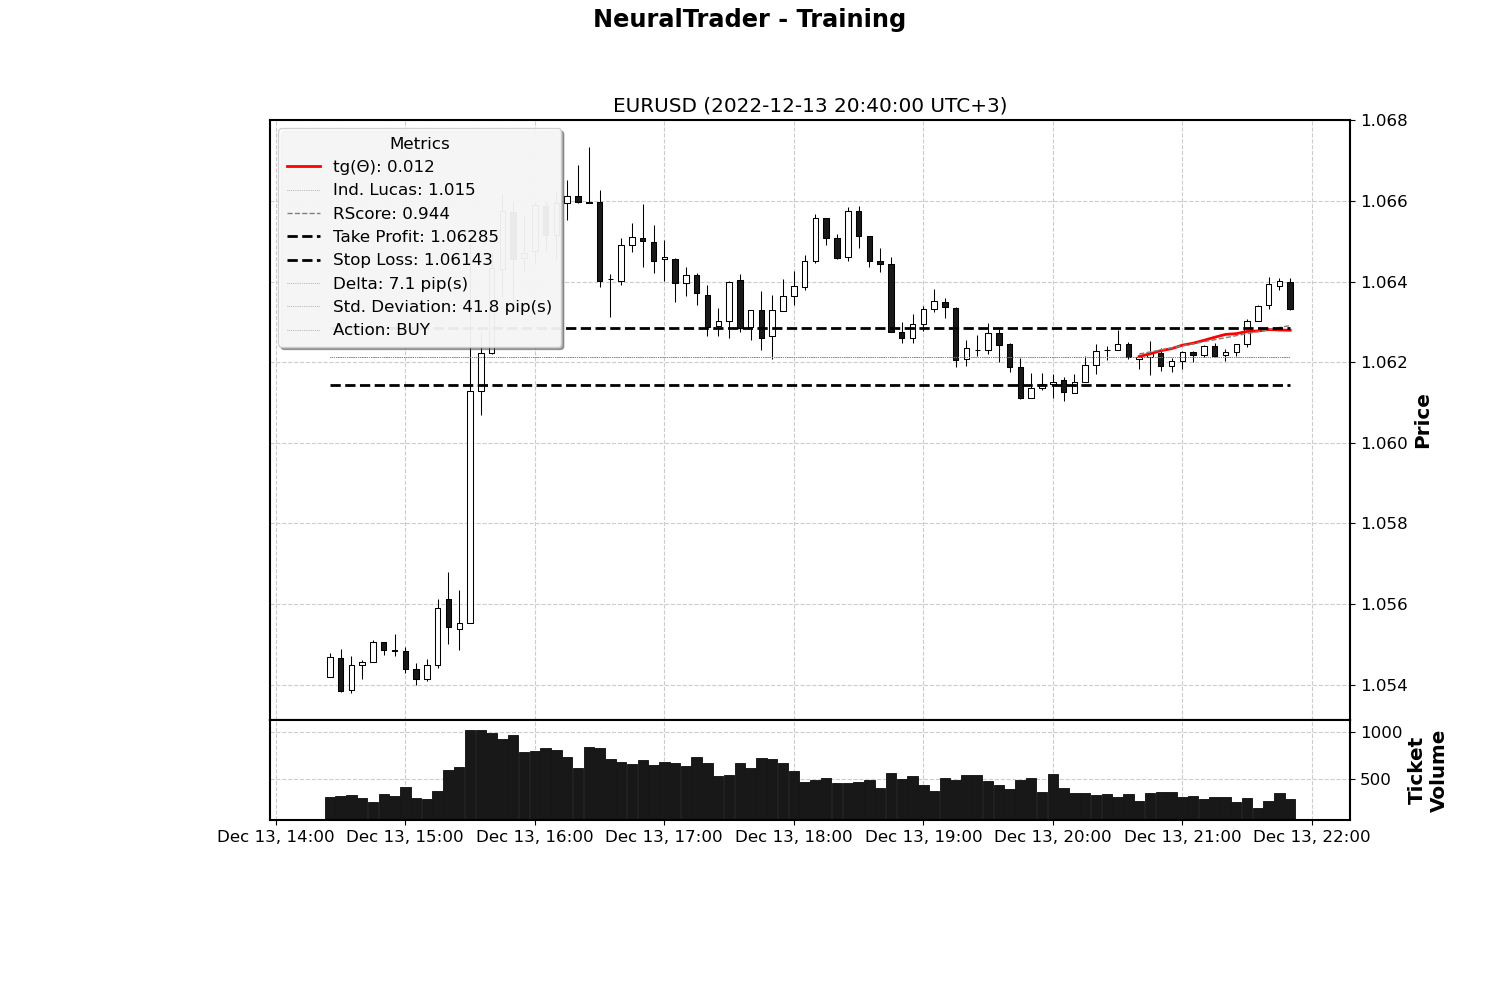 NeuralTrader - Training
EURUSD (2022-12-13 20:40:00 UTC+3)
Metrics
tg(Θ): 0.012
Ind. Lucas: 1.015
RScore: 0.944
Take Profit: 1.06285
Stop Loss: 1.06143
Delta: 7.1 pip(s)
Std. Deviation: 41.8 pip(s)
Action: BUY
1.068
1.066
1.064
1.062
1.060
1.058
1.056
1.054
Price
1000
500
Ticket
Volume
Dec 13, 14:00 Dec 13, 15:00 Dec 13, 16:00 Dec 13, 17:00 Dec 13, 18:00 Dec 13, 19:00 Dec 13, 20:00 Dec 13, 21:00 Dec 13, 22:00